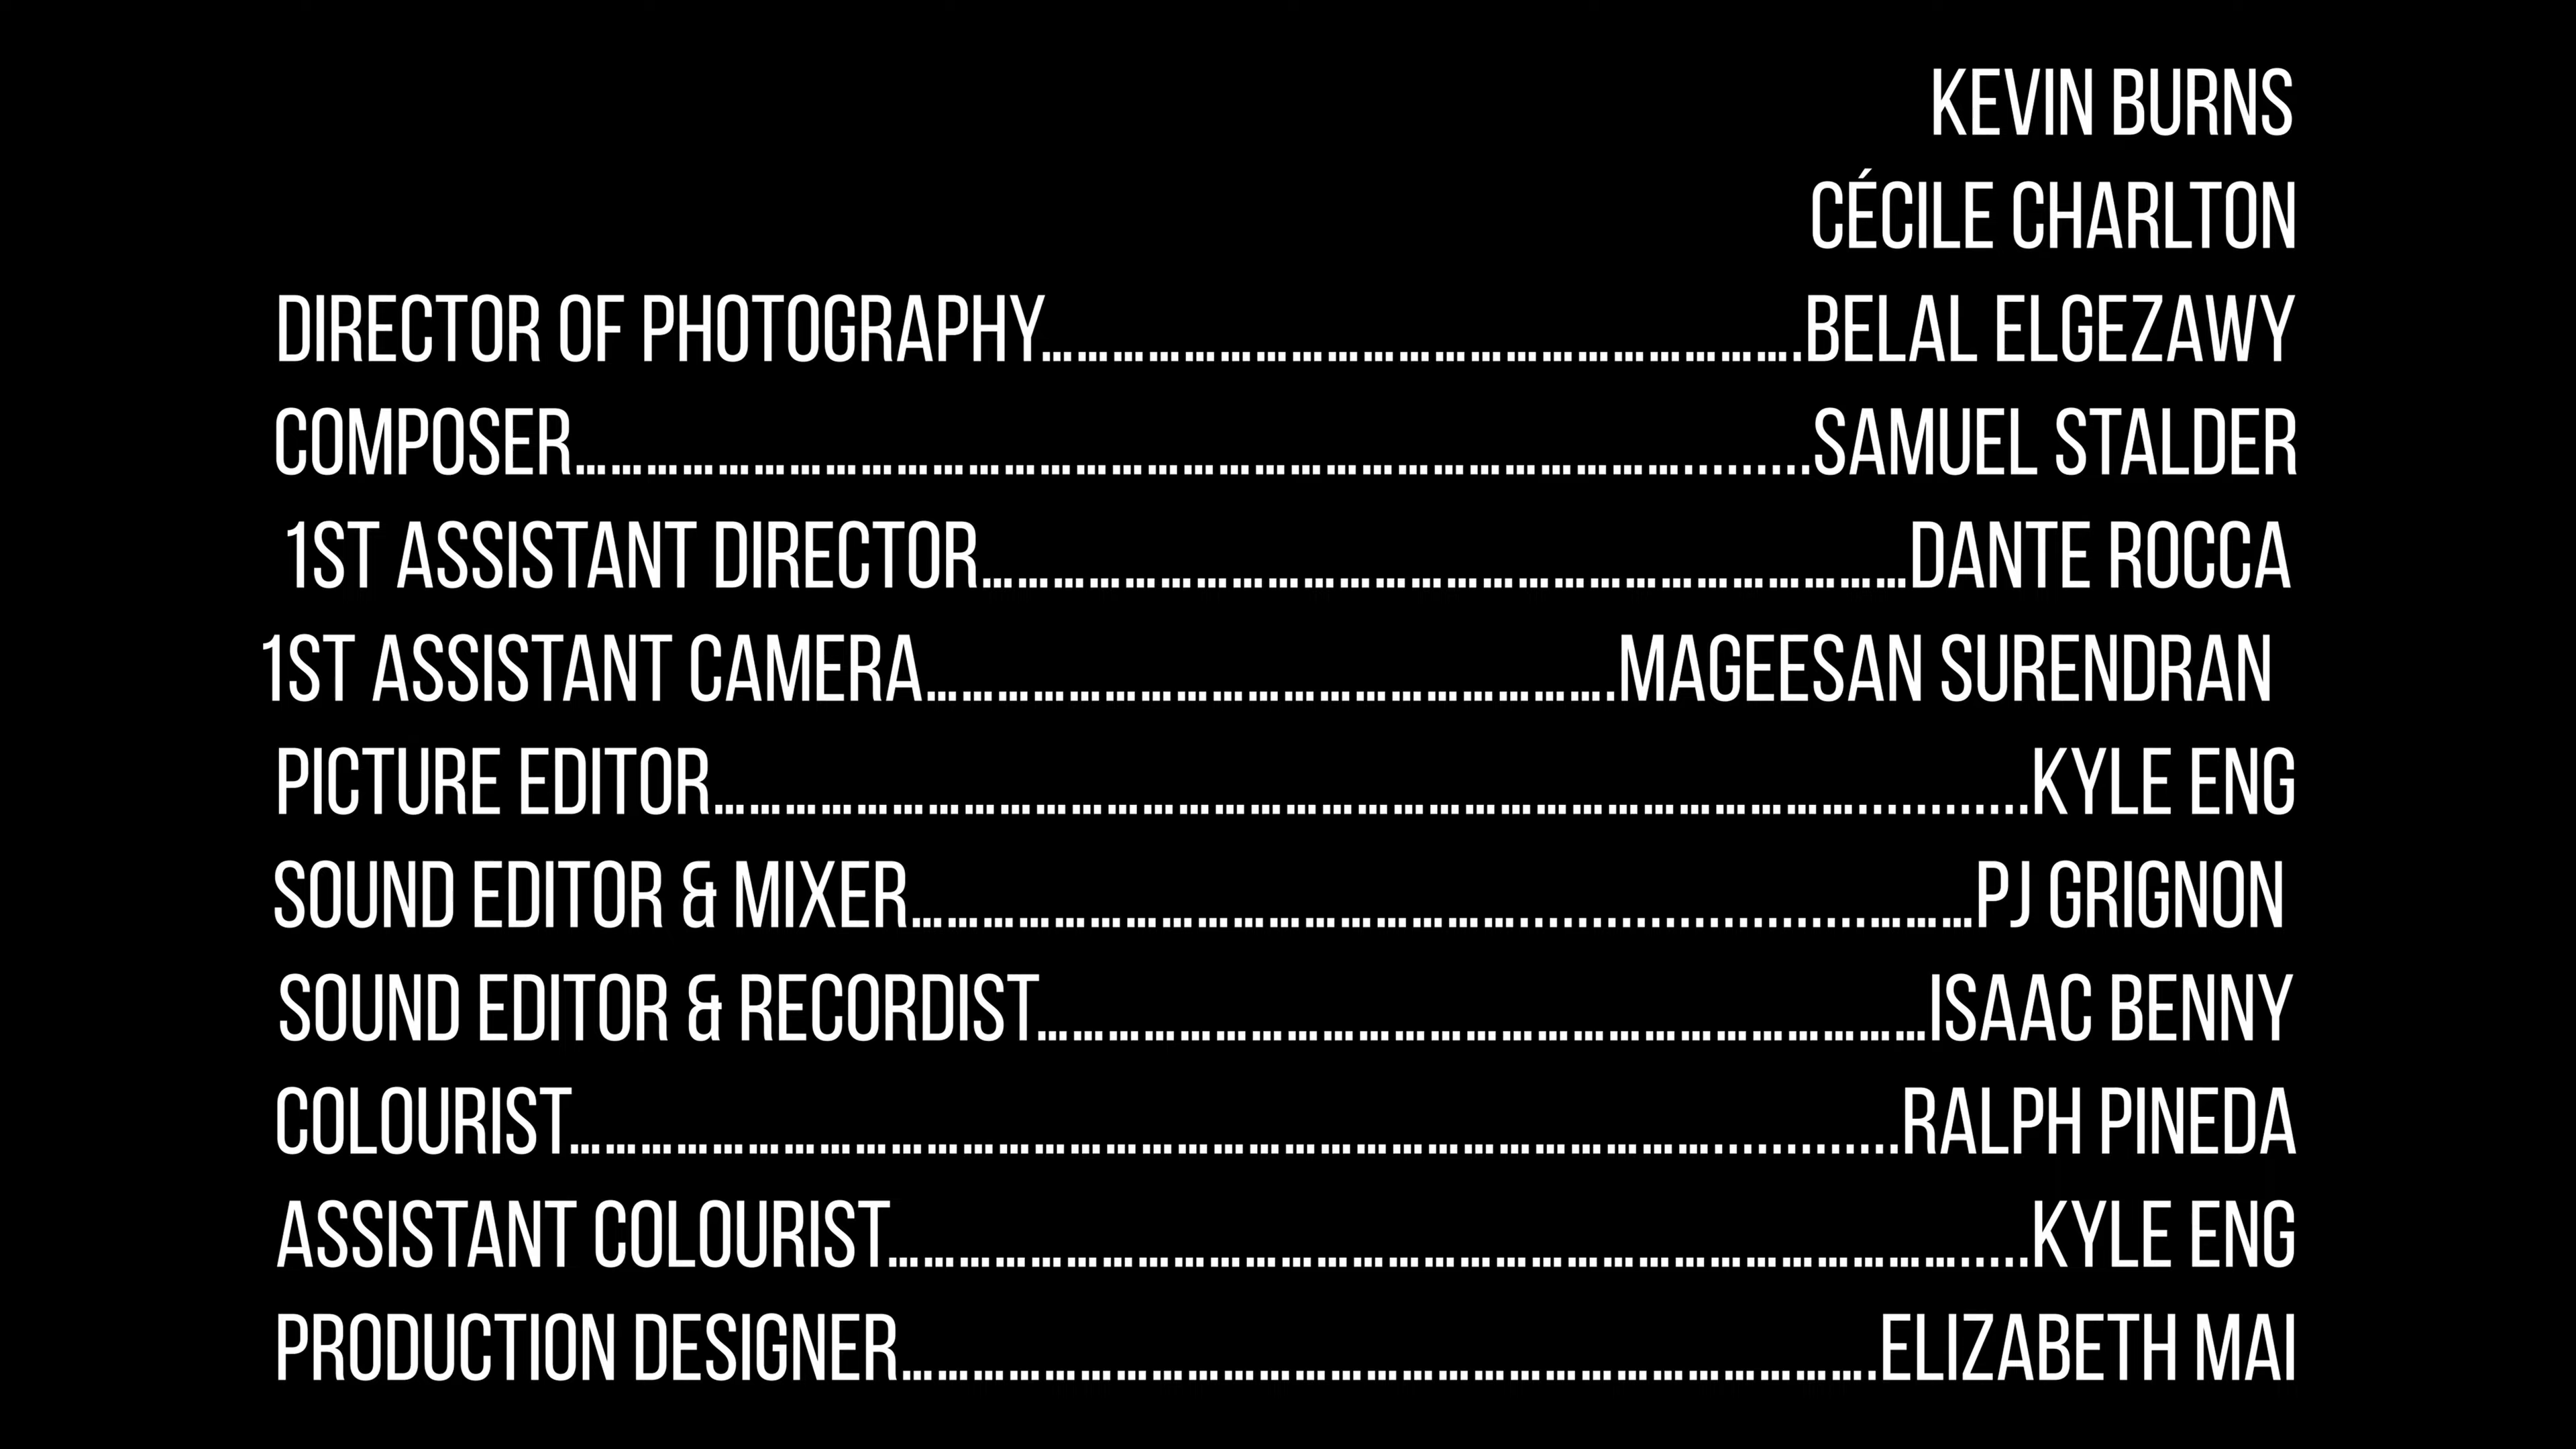 KEVIN BURNS
CÉCILE CHARLTON
DIRECTOR OF PHOTOGRAPHY…………………………………………………………….BELAL ELGEZAWY
COMPOSER………………………………………………………………………………………….........SAMUEL STALDER
1ST ASSISTANT DIRECTOR……………………………………………………………………………DANTE ROCCA
1ST ASSISTANT CAMERA……………………………………………………….MAGEESAN SURENDRAN
PICTURE EDITOR………………………………………………………………………………………………............KYLE ENG
SOUND EDITOR & MIXER…………………………………………………........................………PJ GRIGNON
SOUND EDITOR & RECORDIST…………………………………………………………………………ISAAC BENNY
COLOURIST………………………………………………………………………………………………............RALPH PINEDA
ASSISTANT COLOURIST…………………………………………………………………………………………….....KYLE ENG
PRODUCTION DESIGNER……………………………………………………………………………….ELIZABETH MAI